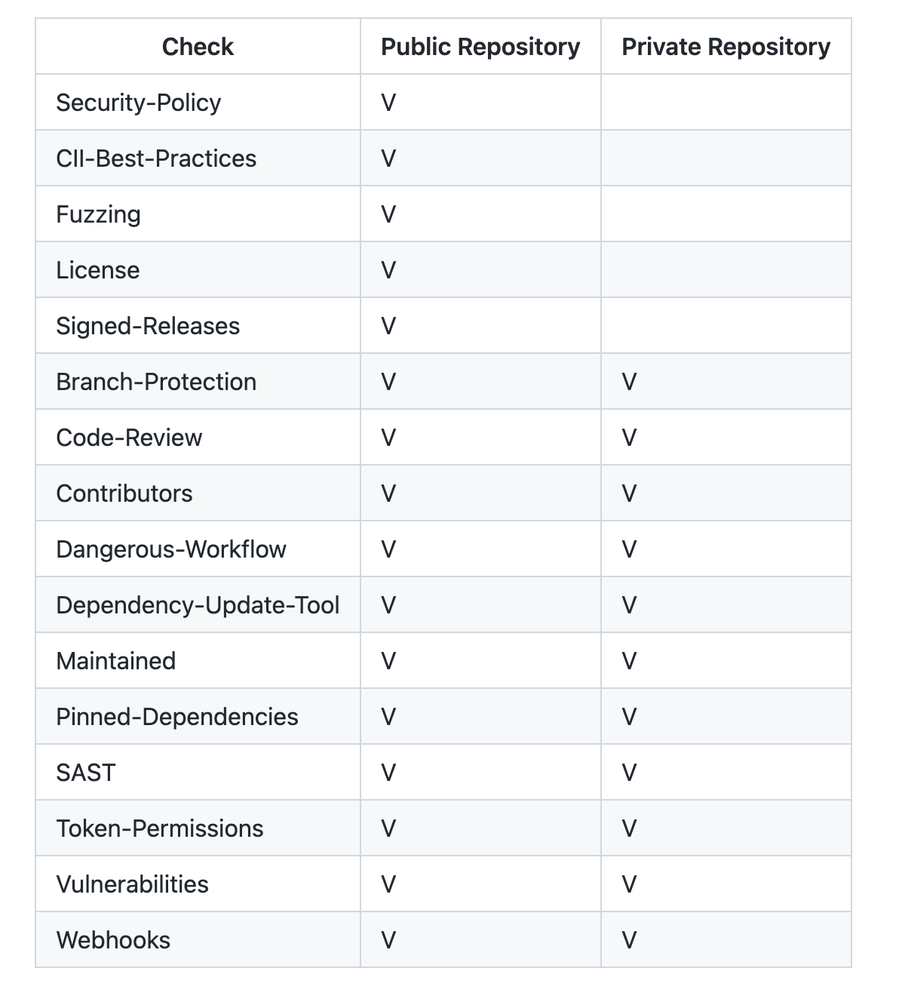 Check Public Repository Private Repository
Security-Policy V
CII-Best-Practices V
Fuzzing V
License V
Signed-Releases V
Branch-Protection V V
Code-Review V V
Contributors V V
Dangerous-Workflow V V
Dependency-Update-Tool V V
Maintained V V
Pinned-Dependencies V V
SAST V V
Token-Permissions V V
Vulnerabilities V V
Webhooks V V